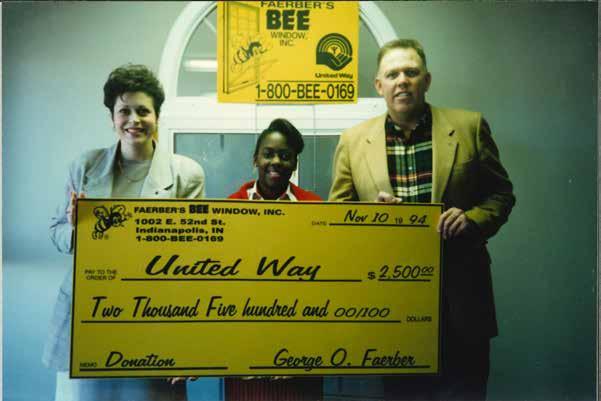 FAERBER'S
BEE
WINDOW,
INC.
United Way
1-800-BEE-0169
FAERBER'S BEE WINDOW, INC.
1002 E. 52nd St.
Indianapolis, IN
1-800-BEE-0169
DATE Nov 10 19 94
PAY TO THE
ORDER OF United Way $ 2,500.00
Two Thousand Five hundred and 00/100 DOLLARS
MEMO Donation George O. Faerber